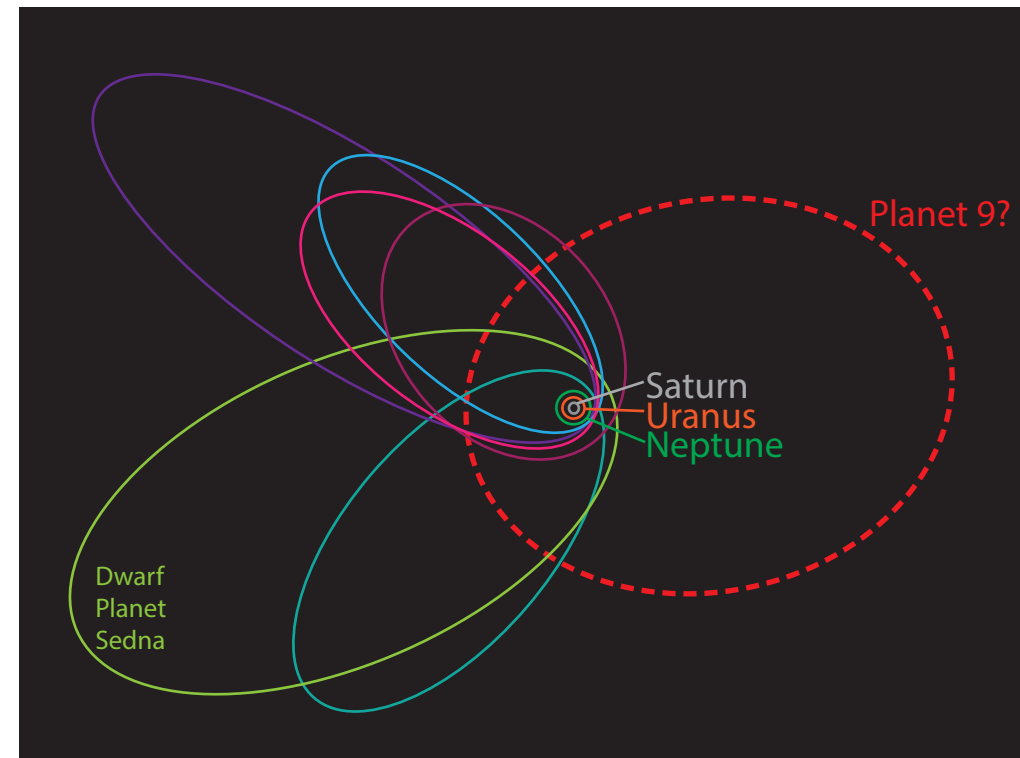 Planet 9?
Saturn
Uranus
Neptune
Dwarf
Planet
Sedna